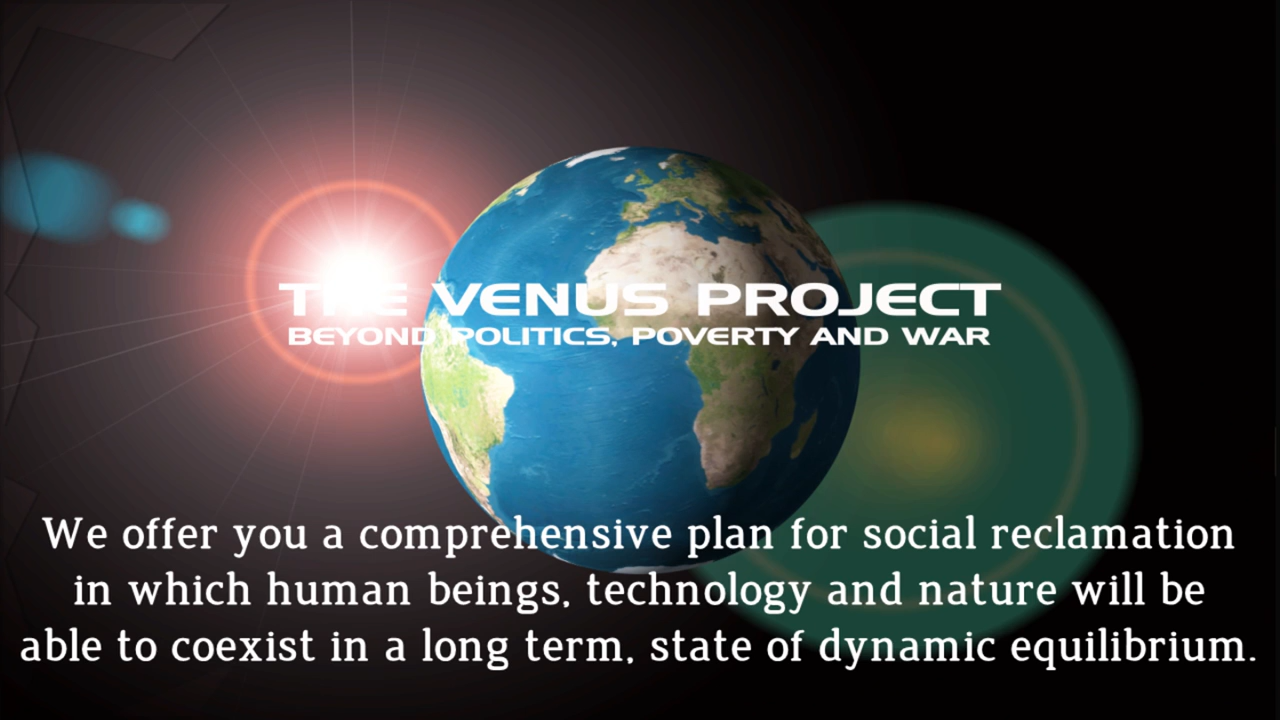 THE VENUS PROJECT
BEYOND POLITICS, POVERTY AND WAR
We offer you a comprehensive plan for social reclamation
in which human beings, technology and nature will be
able to coexist in a long term, state of dynamic equilibrium.